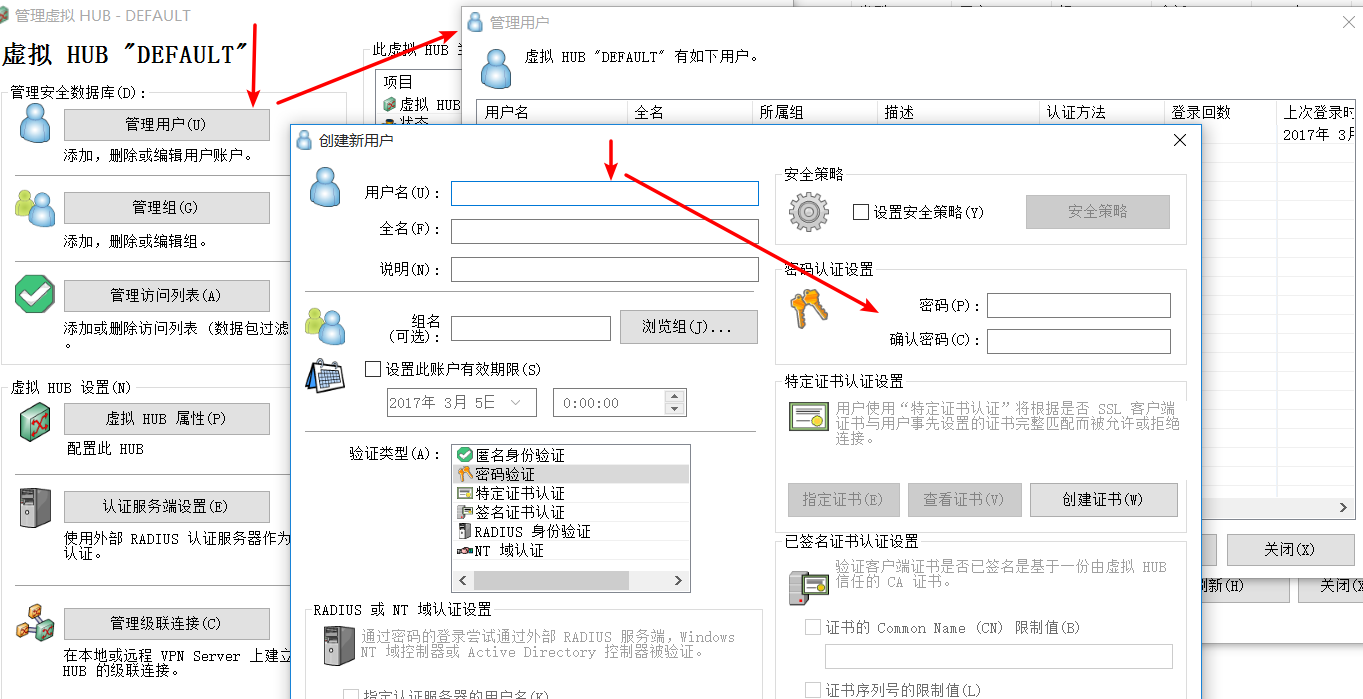 管理虚拟 HUB - DEFAULT
虚拟 HUB "DEFAULT"
管理安全数据库(D):
管理用户(U)
添加，删除或编辑用户账户。
管理组(G)
添加，删除或编辑组。
管理访问列表(A)
添加或删除访问列表 (数据包过滤
。
虚拟 HUB 设置(N)
虚拟 HUB 属性(P)
配置此 HUB
认证服务端设置(E)
使用外部 RADIUS 认证服务器作为
认证。
管理级联连接(C)
在本地或远程 VPN Server 上建立
HUB 的级联连接。
此虚拟 HUB
项目
虚拟 HUB
状态
管理用户
虚拟 HUB "DEFAULT" 有如下用户。
用户名 全名 所属组 描述 认证方法 登录回数 上次登录时
2017年 3月
关闭(X)
刷新(H)
关闭(X
创建新用户
用户名(U):
全名(F):
说明(N):
组名
(可选):
浏览组(J)...
设置此账户有效期限(S)
2017年 3月 5日
0:00:00
验证类型(A):
匿名身份验证
密码验证
特定证书认证
签名证书认证
RADIUS 身份验证
NT 域认证
RADIUS 或 NT 域认证设置
通过密码的登录尝试通过外部 RADIUS 服务端，Windows
NT 域控制器或 Active Directory 控制器被验证。
指定认证服务器的用户名(K)
安全策略
设置安全策略(Y)
安全策略
密码认证设置
密码(P):
确认密码(C):
特定证书认证设置
用户使用“特定证书认证”将根据是否 SSL 客户端
证书与用户事先设置的证书完整匹配而被允许或拒绝
连接。
指定证书(E)
查看证书(V)
创建证书(W)
已签名证书认证设置
验证客户端证书是否已签名是基于一份由虚拟 HUB
信任的 CA 证书。
证书的 Common Name (CN) 限制值(B)
证书序列号的限制值(L)